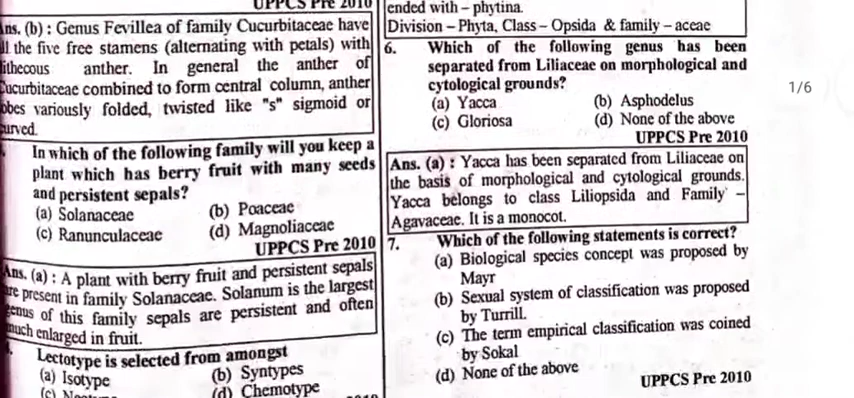 UPPCS Pre 2010
Ans. (b) : Genus Fevillea of family Cucurbitaceae have
all the five free stamens (alternating with petals) with
dithecous anther. In general the anther of
Cucurbitaceae combined to form central column, anther
lobes variously folded, twisted like "s" sigmoid or
curved.
In which of the following family will you keep a
plant which has berry fruit with many seeds
and persistent sepals?
(a) Solanaceae (b) Poaceae
(c) Ranunculaceae (d) Magnoliaceae
UPPCS Pre 2010
Ans. (a) : A plant with berry fruit and persistent sepals
are present in family Solanaceae. Solanum is the largest
genus of this family sepals are persistent and often
much enlarged in fruit.
Lectotype is selected from amongst
(a) Isotype (b) Syntypes
(d) Chemotype
ended with – phytina.
Division – Phyta, Class – Opsida & family – aceae
6. Which of the following genus has been
separated from Liliaceae on morphological and
cytological grounds?
(a) Yacca (b) Asphodelus
(c) Gloriosa (d) None of the above
UPPCS Pre 2010
Ans. (a) : Yacca has been separated from Liliaceae on
the basis of morphological and cytological grounds.
Yacca belongs to class Liliopsida and Family –
Agavaceae. It is a monocot.
7. Which of the following statements is correct?
(a) Biological species concept was proposed by
Mayr
(b) Sexual system of classification was proposed
by Turrill.
(c) The term empirical classification was coined
by Sokal
(d) None of the above
UPPCS Pre 2010
1/6